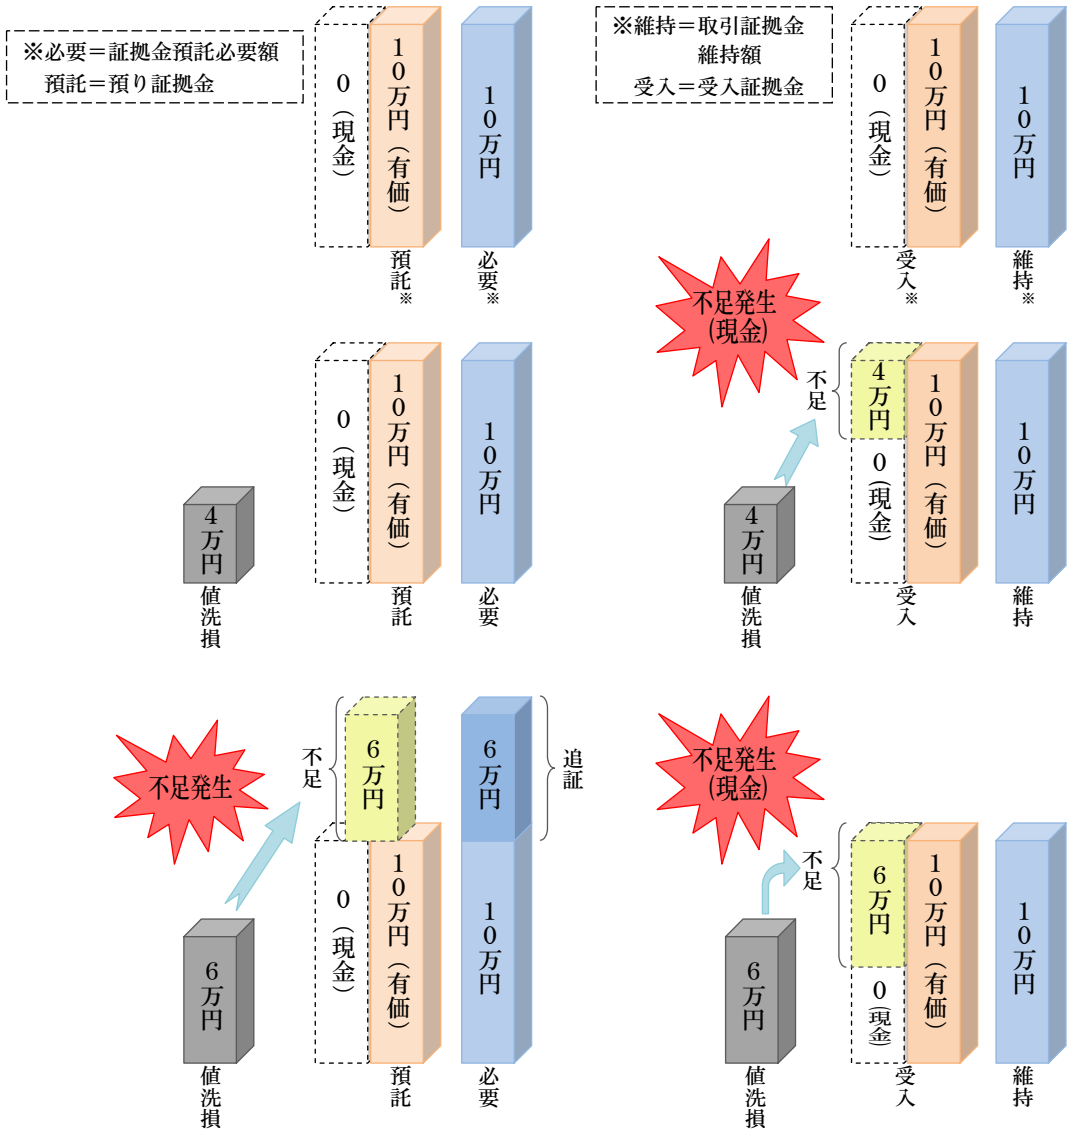 ※必要＝証拠金預託必要額
預託＝預り証拠金
0（現金）
10万円（有価）
10万円
預託※
必要※
※維持＝取引証拠金
維持額
受入＝受入証拠金
0（現金）
10万円（有価）
10万円
受入※
維持※
4万円
値洗損
0（現金）
10万円（有価）
10万円
預託
必要
不足発生
(現金)
不足
4万円
値洗損
4万円
0(現金)
10万円（有価）
10万円
受入
維持
不足発生
不足
6万円
6万円
追証
6万円
値洗損
0（現金）
10万円（有価）
10万円
預託
必要
不足発生
(現金)
不足
6万円
値洗損
6万円
0(現金)
10万円（有価）
10万円
受入
維持